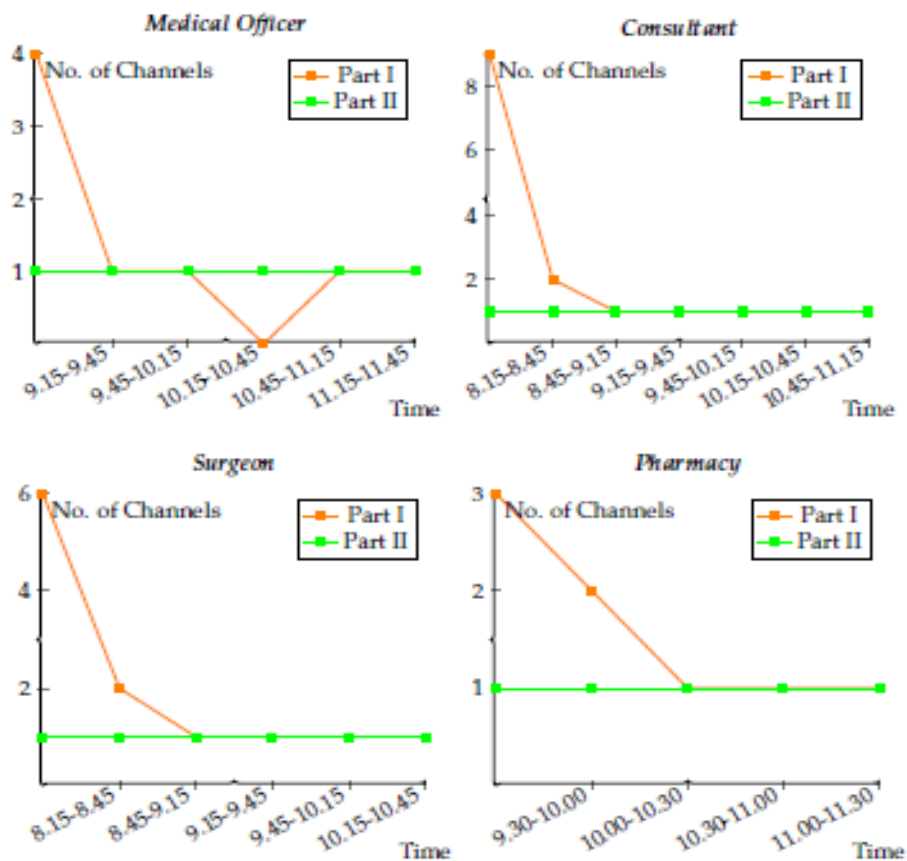 Medical Officer
No. of Channels
Part I
Part II
4
3
2
1
9.15-9.45
9.45-10.15
10.15-10.45
10.45-11.15
11.15-11.45
Time
Consultant
No. of Channels
Part I
Part II
8
6
4
2
8.15-8.45
8.45-9.15
9.15-9.45
9.45-10.15
10.15-10.45
10.45-11.15
Time
Surgeon
No. of Channels
Part I
Part II
6
4
2
8.15-8.45
8.45-9.15
9.15-9.45
9.45-10.15
10.15-10.45
Time
Pharmacy
No. of Channels
Part I
Part II
3
2
1
9.30-10.00
10.00-10.30
10.30-11.00
11.00-11.30
Time